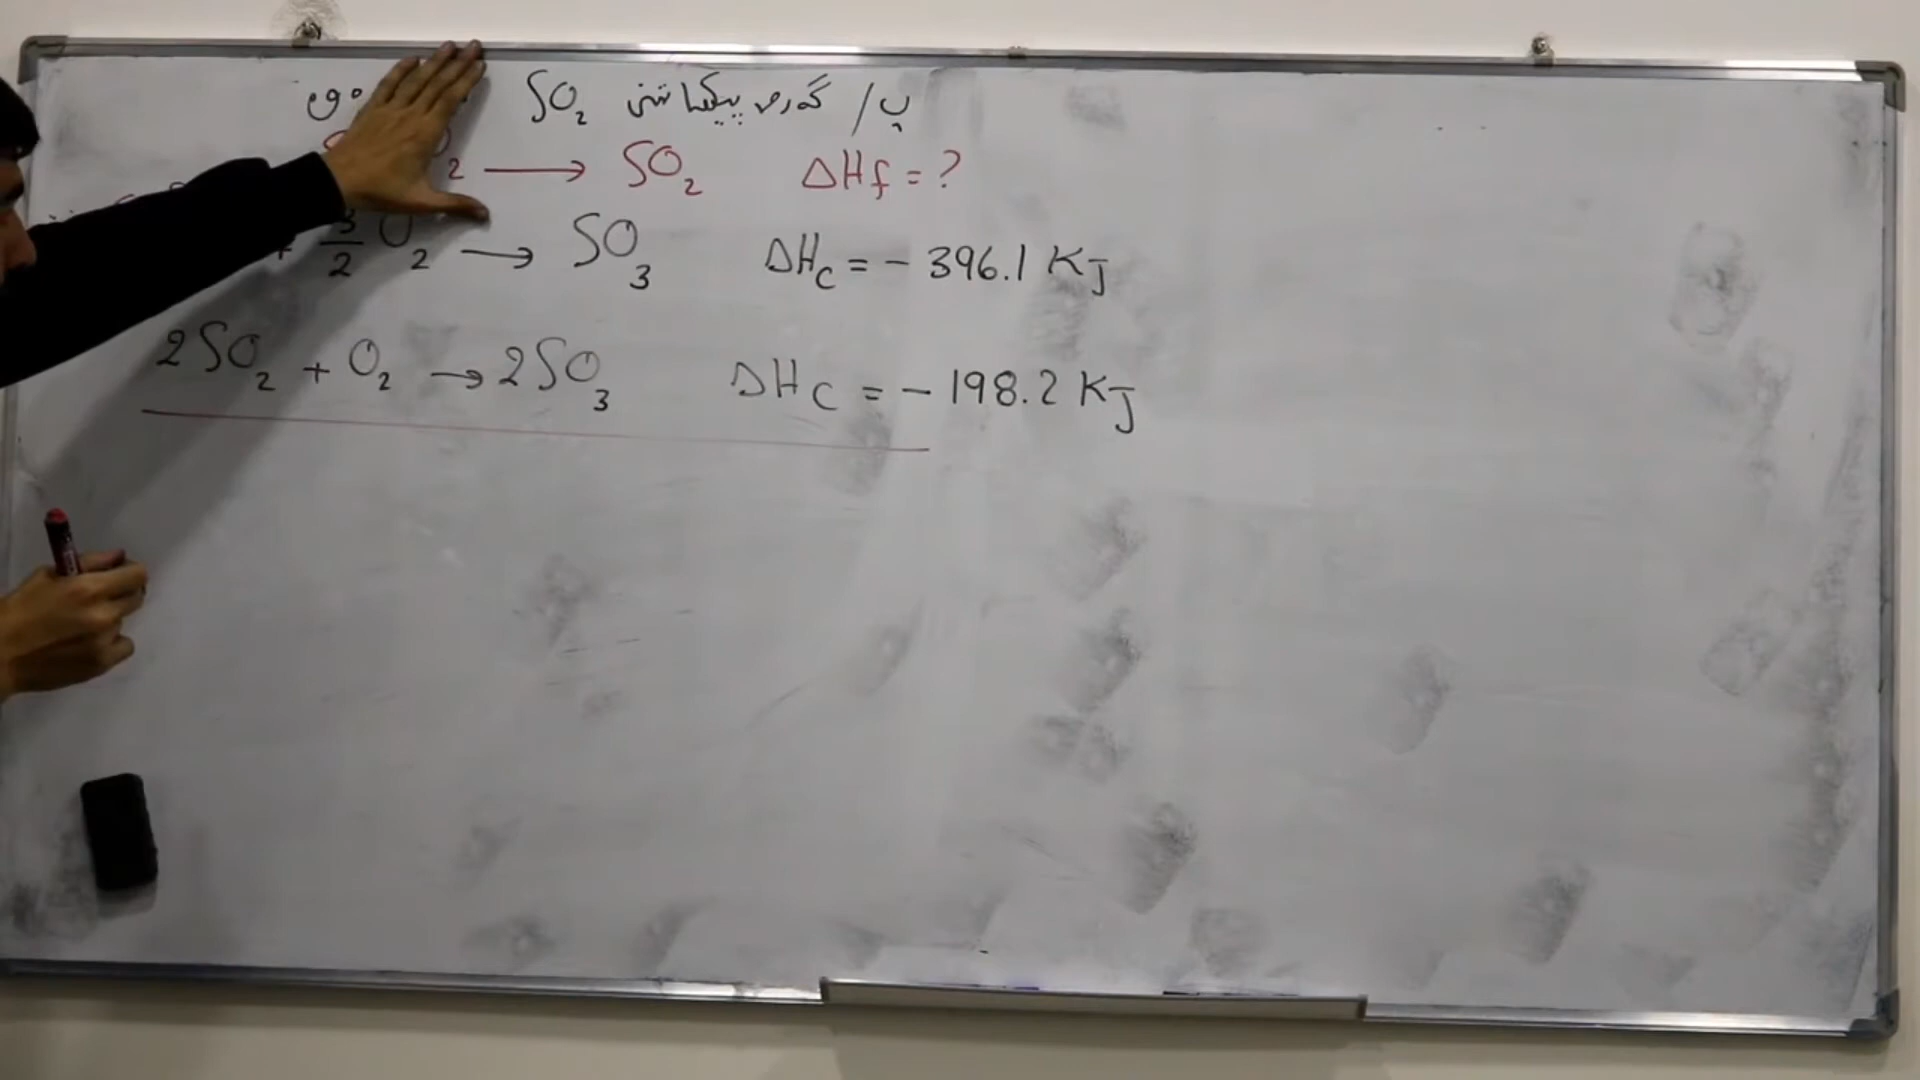 پ/ گەرمی پێکهاتنی SO₂
₂ ⟶ SO₂ ΔHf = ?
+ 3/2 O₂ ⟶ SO₃ ΔHc = - 396.1 KJ
2SO₂ + O₂ → 2SO₃ ΔHc = - 198.2 KJ